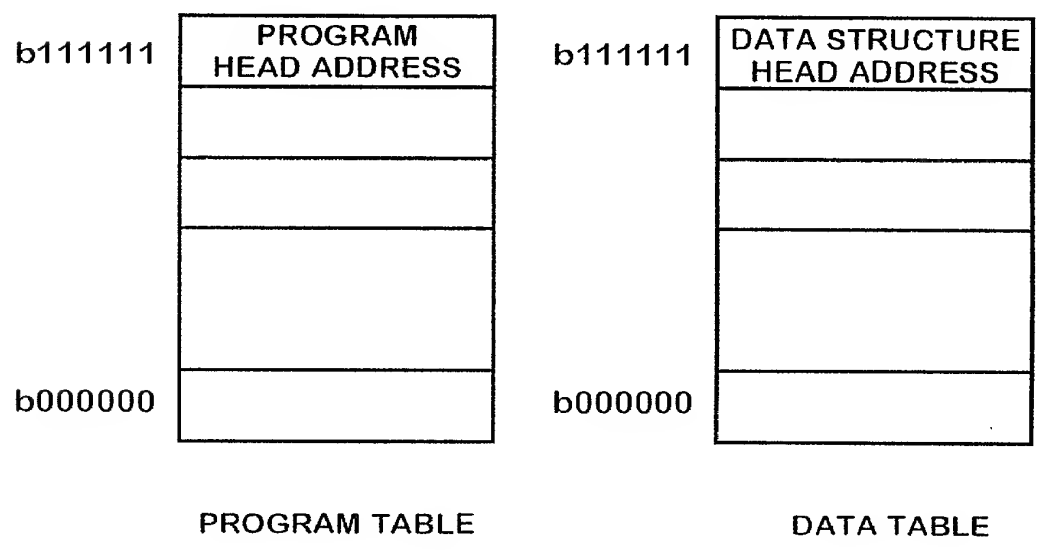 b111111
PROGRAM
HEAD ADDRESS
b000000
PROGRAM TABLE
b111111
DATA STRUCTURE
HEAD ADDRESS
b000000
DATA TABLE